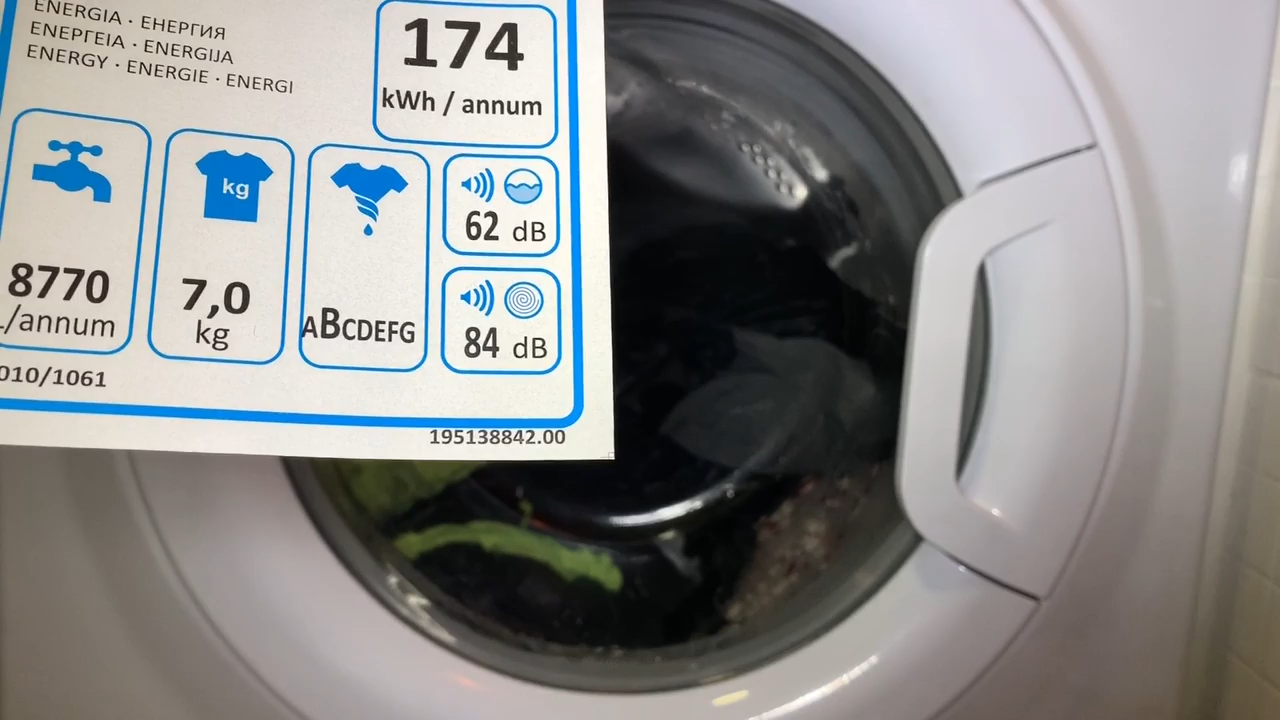 ENERGIA · ЕНЕРГИЯ
ΕΝΕΡΓΕΙΑ · ENERGIJA
ENERGY · ENERGIE · ENERGI
174
kWh / annum
8770
L/annum
kg
7,0
kg
ABCDEFG
62 dB
84 dB
010/1061
195138842.00